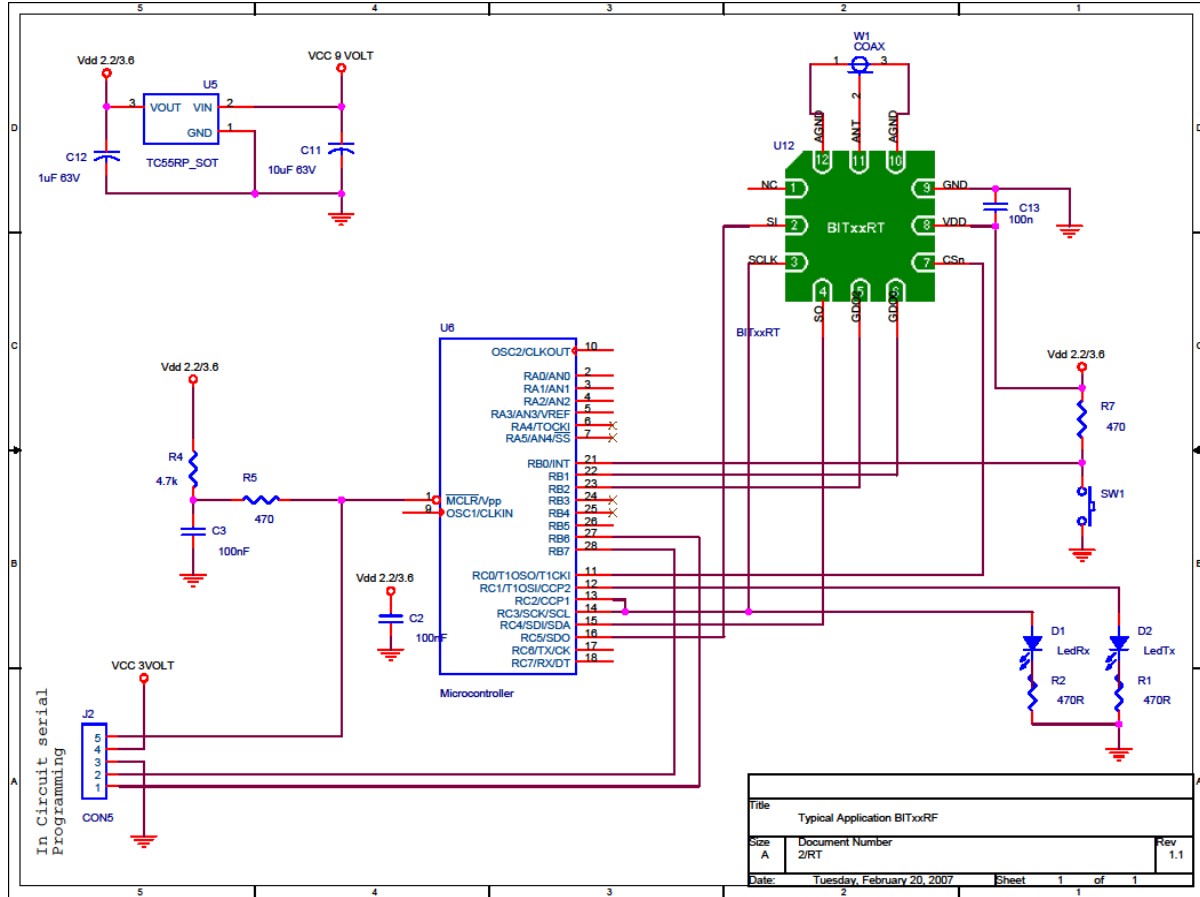 5 4 3 2 1
D
C
B
A
Vdd 2.2/3.6
VCC 9 VOLT
U5
3 VOUT VIN 2
GND 1
TC55RP_SOT
C12
1uF 63V
C11
10uF 63V
W1
COAX
1 3
2
AGND ANT AGND
U12
12 11 10
NC 1
SI 2
SCLK 3
BITxxRT
9 GND
8 VDD
7 CSn
4 5 6
SO
BITxxRT
C13
100n
U6
OSC2/CLKOUT 10
RA0/AN0 2
RA1/AN1 3
RA2/AN2 4
RA3/AN3/VREF 5
RA4/TOCKI 6
RA5/AN4/SS 7
RB0/INT 21
RB1 22
RB2 23
RB3 24
RB4 25
RB5 26
RB6 27
RB7 28
RC0/T1OSO/T1CKI 11
RC1/T1OSI/CCP2 12
RC2/CCP1 13
RC3/SCK/SCL 14
RC4/SDI/SDA 15
RC5/SDO 16
RC6/TX/CK 17
RC7/RX/DT 18
1 MCLR/Vpp
9 OSC1/CLKIN
Microcontroller
Vdd 2.2/3.6
R4
4.7k
R5
470
C3
100nF
Vdd 2.2/3.6
C2
100nF
Vdd 2.2/3.6
R7
470
SW1
D1
LedRx
R2
470R
D2
LedTx
R1
470R
VCC 3VOLT
J2
5
4
3
2
1
CON5
In Circuit serial
Programming
Title
Typical Application BITxxRF
Size
A
Document Number
2/RT
Rev
1.1
Date: Tuesday, February 20, 2007 Sheet 1 of 1
5 4 3 2 1
D
C
B
A